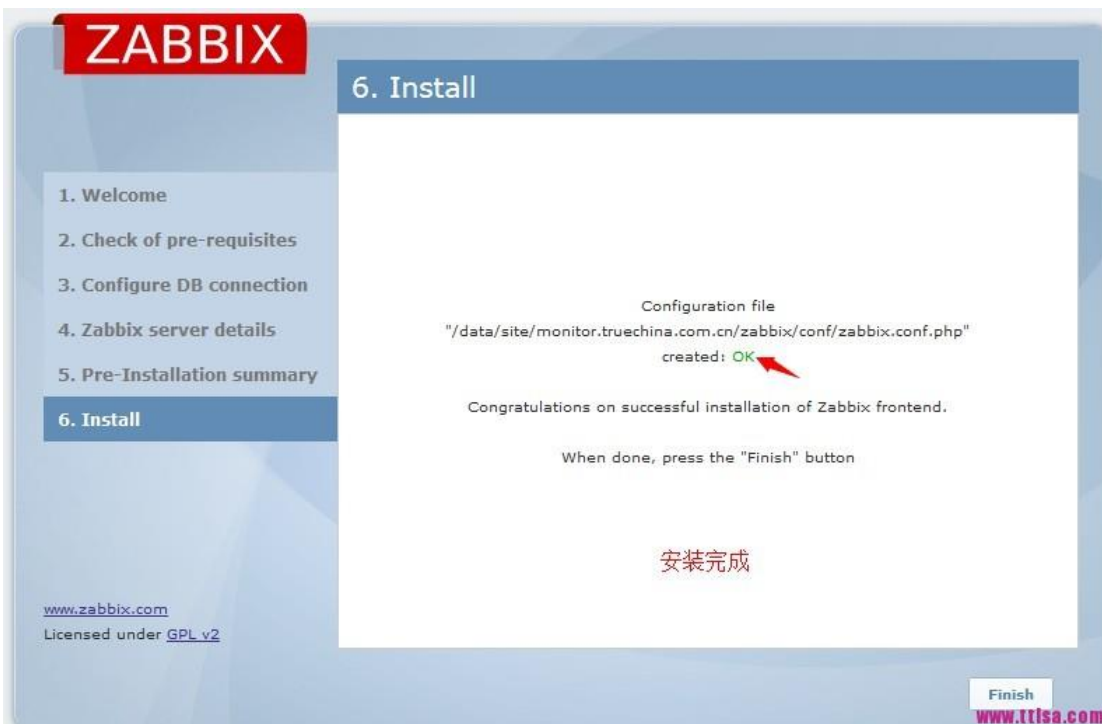 ZABBIX
6. Install
1. Welcome
2. Check of pre-requisites
3. Configure DB connection
4. Zabbix server details
5. Pre-Installation summary
6. Install
Configuration file
"/data/site/monitor.truechina.com.cn/zabbix/conf/zabbix.conf.php"
created: OK
Congratulations on successful installation of Zabbix frontend.
When done, press the "Finish" button
安装完成
www.zabbix.com
Licensed under GPL v2
Finish
www.ttlsa.com